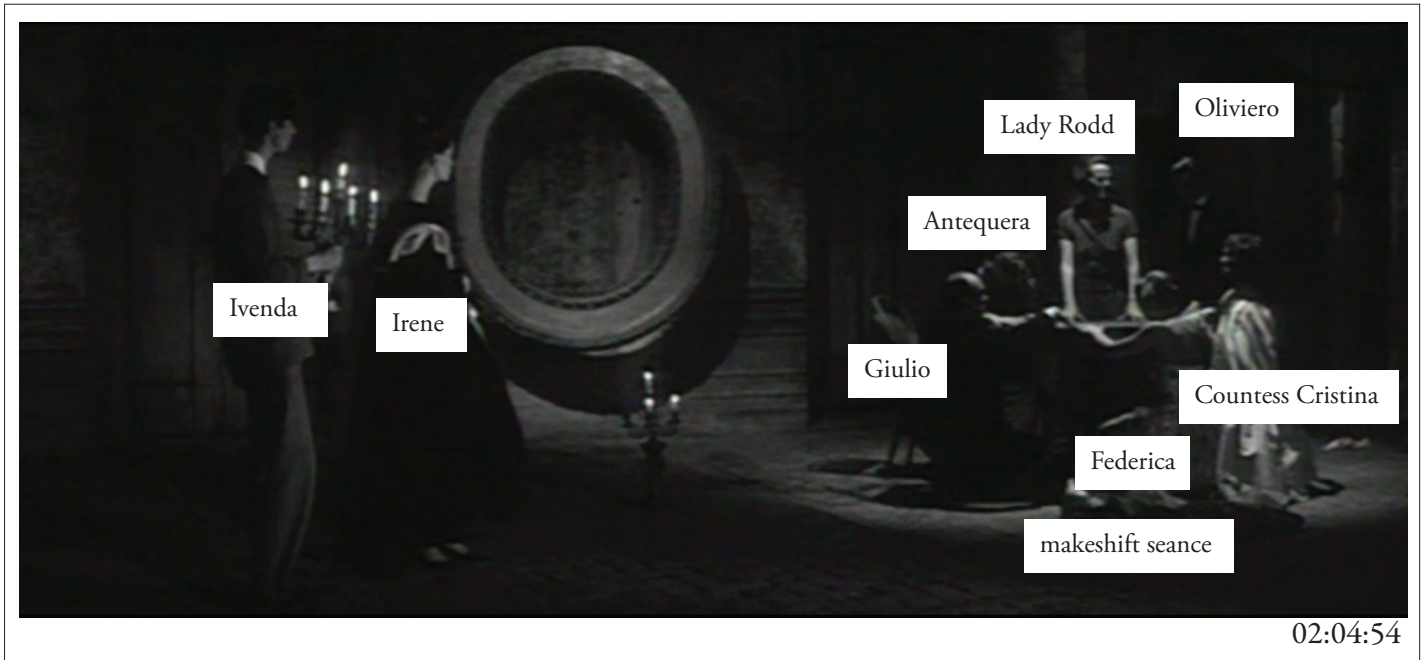 Lady Rodd
Oliviero
Antequera
Ivenda
Irene
Giulio
Countess Cristina
Federica
makeshift seance
02:04:54